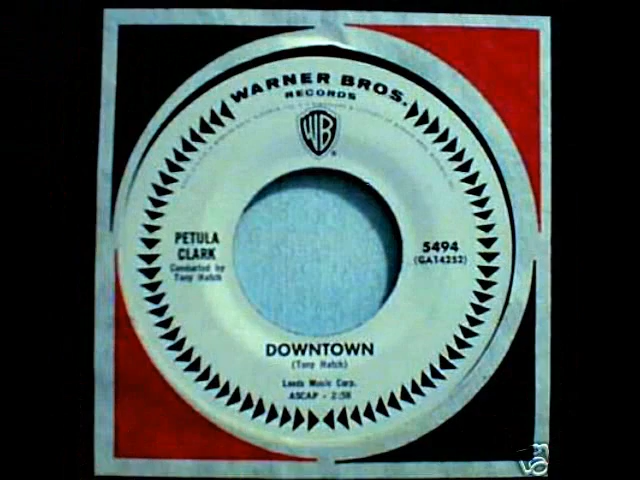 WARNER BROS.
RECORDS
WB
®
PETULA
CLARK
Conducted by
Tony Hatch
5494
(GA14252)
DOWNTOWN
(Tony Hatch)
Leeds Music Corp.
ASCAP - 2:58